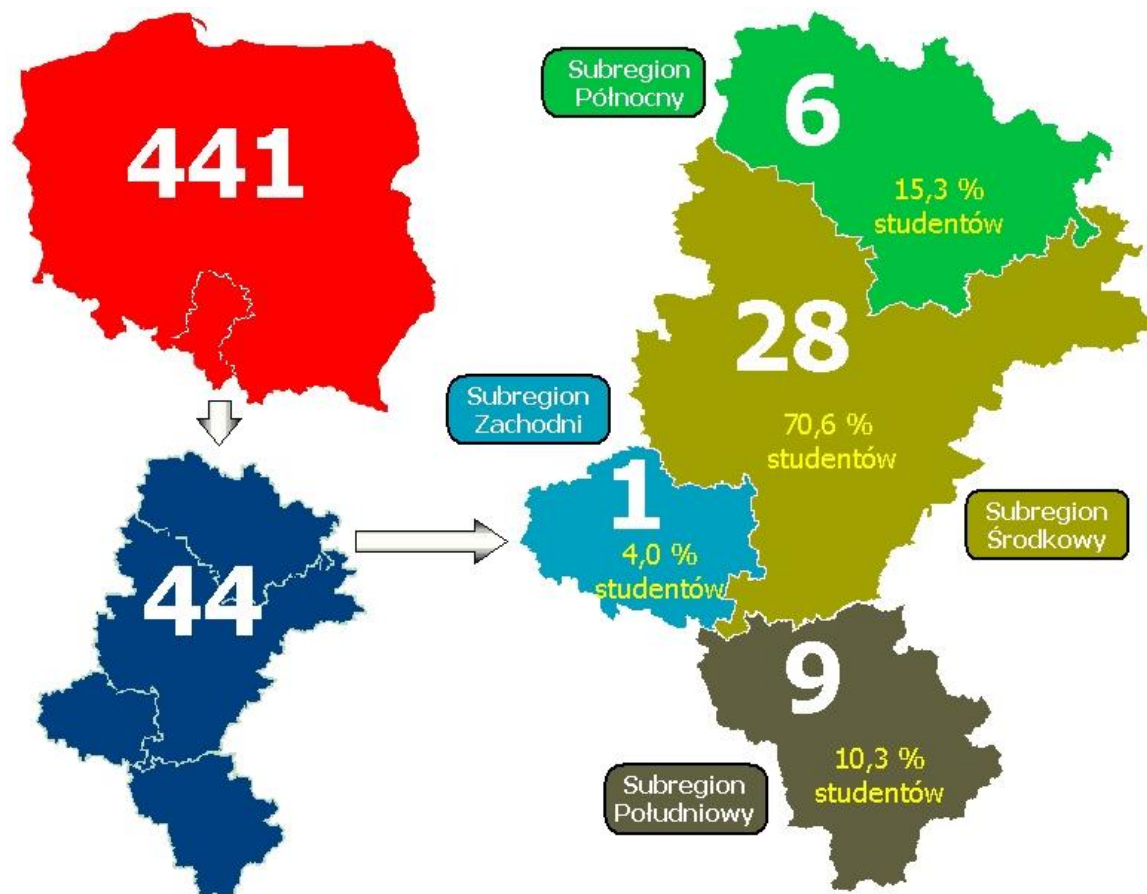 441
44
Subregion
Północny
6
15,3 %
studentów
28
70,6 %
studentów
Subregion
Zachodni
1
4,0 %
studentów
Subregion
Środkowy
9
10,3 %
studentów
Subregion
Południowy